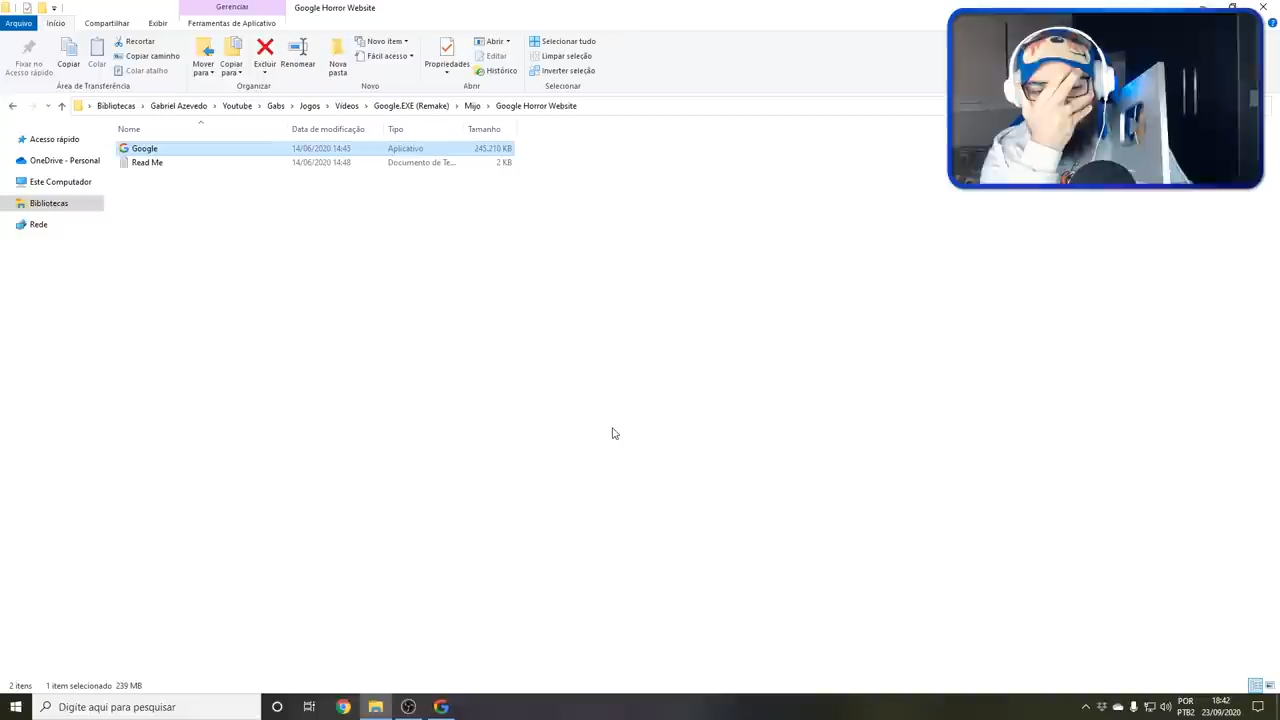 Gerenciar
Google Horror Website
Arquivo
Início
Compartilhar
Exibir
Ferramentas de Aplicativo
Fixar no
Acesso rápido
Copiar
Colar
Recortar
Copiar caminho
Colar atalho
Área de Transferência
Mover
para
Copiar
para
Excluir
Renomear
Organizar
Nova
pasta
Novo item
Fácil acesso
Novo
Propriedades
Abrir
Editar
Histórico
Abrir
Selecionar tudo
Limpar seleção
Inverter seleção
Selecionar
Bibliotecas > Gabriel Azevedo > Youtube > Gabs > Jogos > Vídeos > Google.EXE (Remake) > Mijo > Google Horror Website
Nome
Data de modificação
Tipo
Tamanho
Acesso rápido
OneDrive - Personal
Este Computador
Bibliotecas
Rede
Google
14/06/2020 14:45
Aplicativo
245.210 KB
Read Me
14/06/2020 14:48
Documento de Te...
2 KB
2 itens
1 item selecionado 239 MB
Digite aqui para pesquisar
POR
PTB2
18:42
23/09/2020